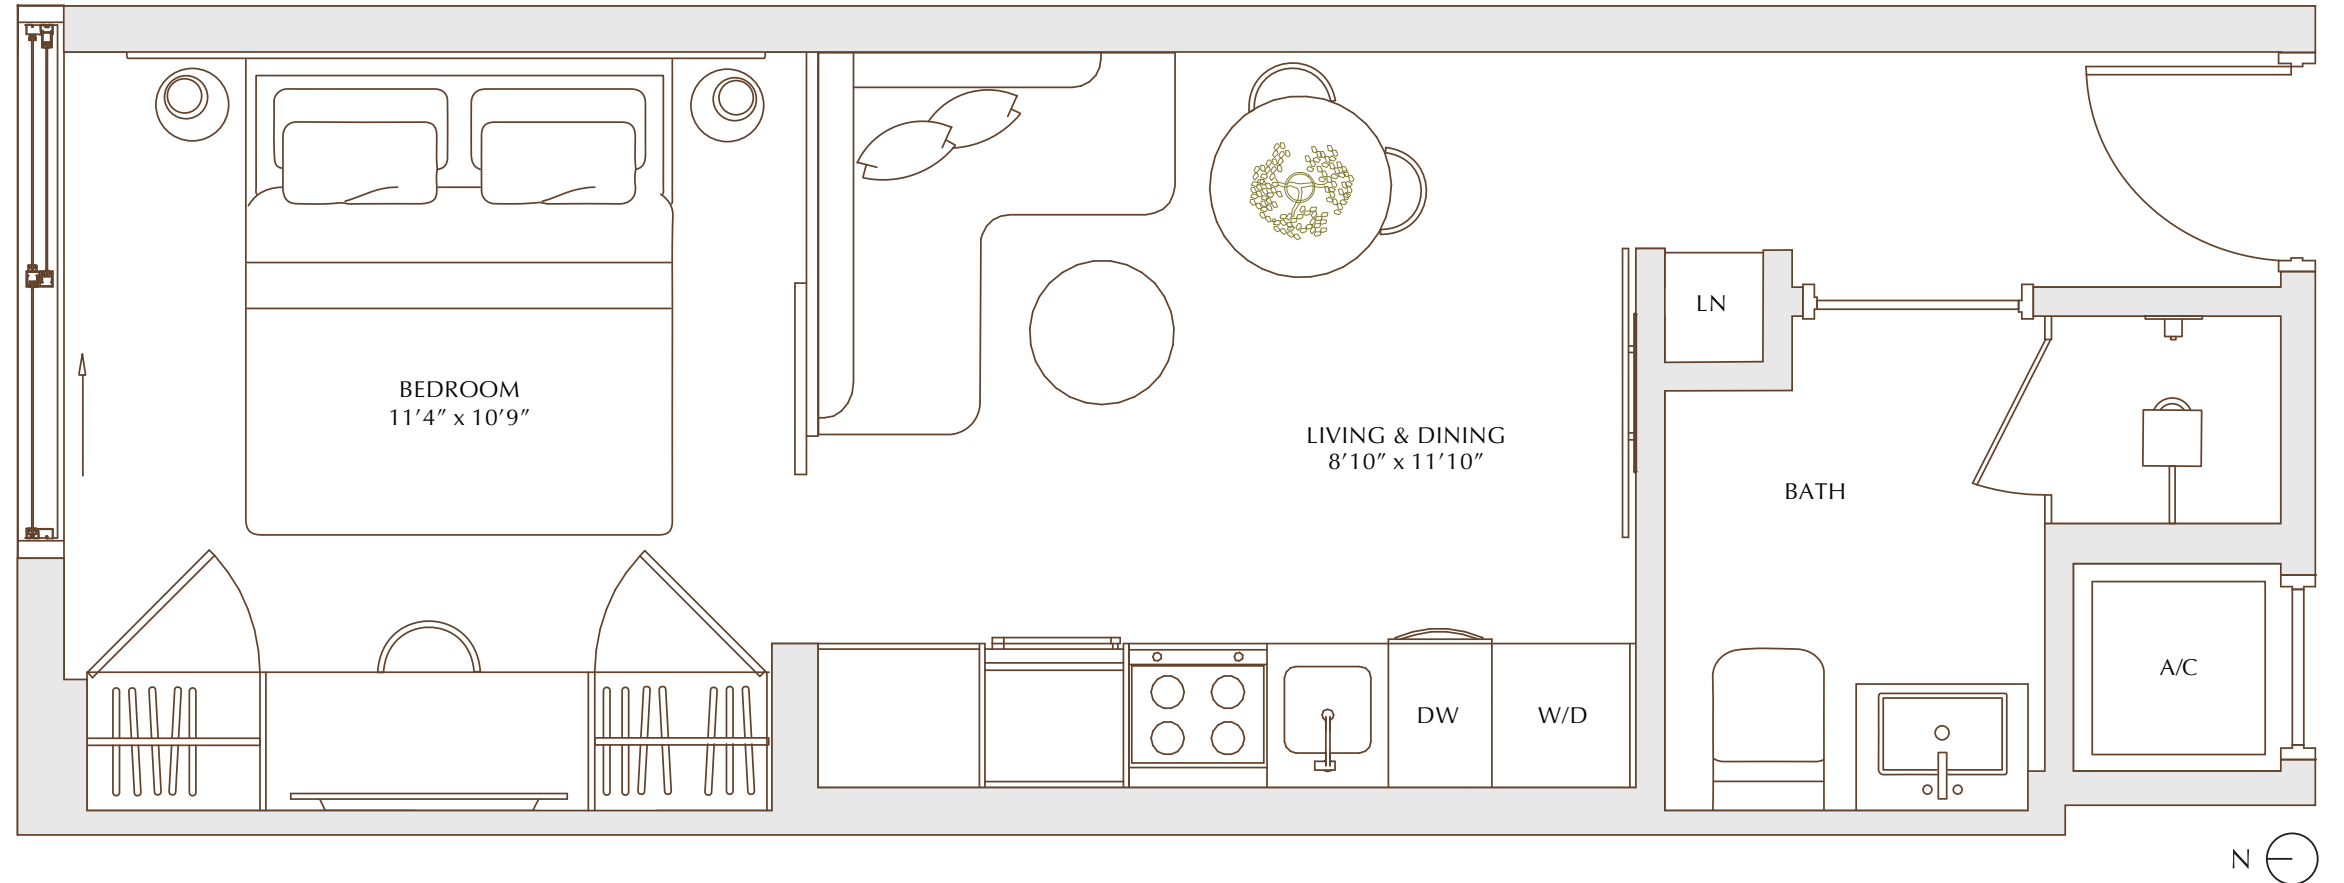 LN
BEDROOM
11′4″ x 10′9″
LIVING & DINING
8′10″ x 11′10″
BATH
A/C
DW
W/D
N